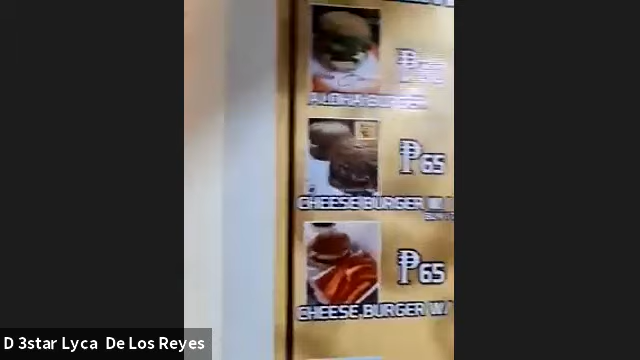 ALOHA BURGER
₱65
CHEESE BURGER W/
₱65
CHEESE BURGER W/
D 3star Lyca De Los Reyes